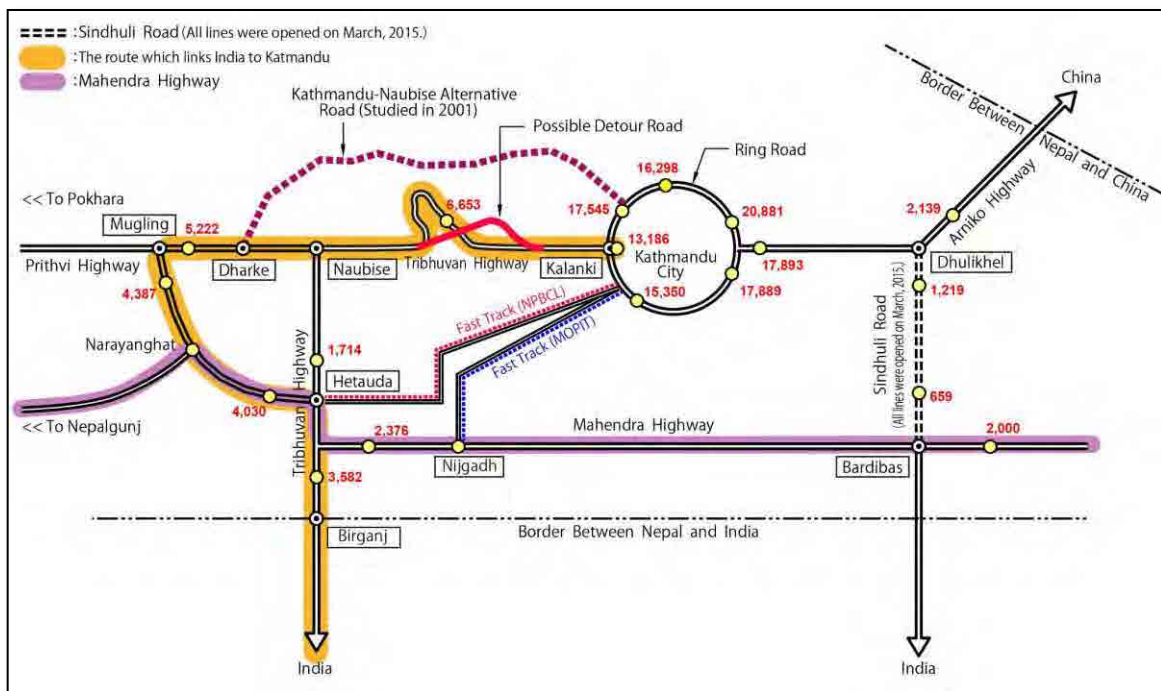 :Sindhuli Road (All lines were opened on March, 2015.)
:The route which links India to Katmandu
:Mahendra Highway
Kathmandu-Naubise Alternative
Road (Studied in 2001)
Possible Detour Road
Ring Road
China
Border Between
Nepal and China
<< To Pokhara
16,298
6,653
17,545
20,881
2,139
Arniko Highway
Mugling
5,222
13,186
Prithvi Highway
Dharke
Naubise
Tribhuvan Highway
Kalanki
Kathmandu
City
17,893
Dhulikhel
4,387
15,350
17,889
1,219
Fast Track (NPBCL)
Fast Track (MOPIT)
Sindhuli Road
(All lines were opened on March, 2015.)
Narayanghat
1,714
Hetauda
Tribhuvan Highway
4,030
659
<< To Nepalgunj
2,376
Mahendra Highway
2,000
Nijgadh
Bardibas
3,582
Birganj
Border Between Nepal and India
India
India